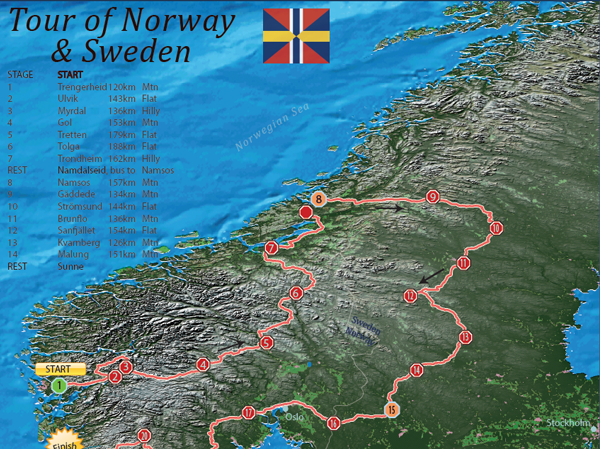 Tour of Norway
& Sweden
STAGE START
1 Trengerheid 120km Mtn
2 Ulvik 143km Flat
3 Myrdal 136km Hilly
4 Gol 153km Mtn
5 Tretten 179km Flat
6 Tolga 188km Flat
7 Trondheim 162km Hilly
REST Namdalseid bus to Namsos
8 Namsos 157km Mtn
9 Gaddede 134km Mtn
10 Stromsund 144km Flat
11 Brunflo 136km Mtn
12 Sanfjallet 154km Flat
13 Kvarnberg 126km Mtn
14 Malung 151km Mtn
REST Sunne
Norwegian Sea
8
9
10
7
11
6
12
Sweden
Norway
13
5
START
1
2
3
4
14
15
17
Oslo
16
Stockholm
20
Finish